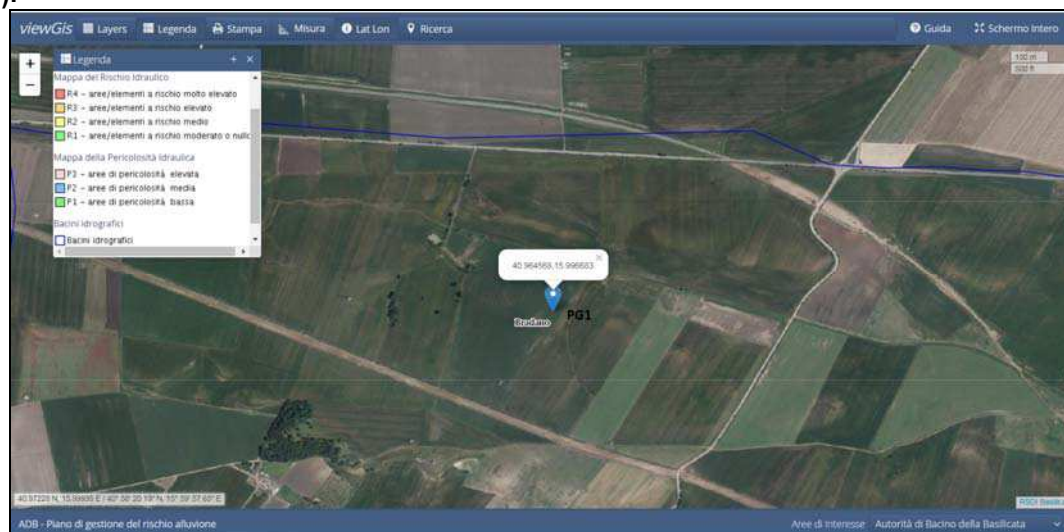 ).
viewGis Layers Legenda Stampa Misura Lat Lon Ricerca Guida Schermo Intero
+
−
Legenda + ×
Mappa del Rischio Idraulico
R4 - aree/elementi a rischio molto elevato
R3 - aree/elementi a rischio elevato
R2 - aree/elementi a rischio medio
R1 - aree/elementi a rischio moderato o nullo
Mappa della Pericolosità Idraulica
P3 - aree di pericolosità elevata
P2 - aree di pericolosità media
P1 - aree di pericolosità bassa
Bacini idrografici
Bacini idrografici
100 m
500 ft
40.964568,15.996683
×
Bradano
PG1
ADB - Piano di gestione del rischio alluvione
Aree di Interesse Autorità di Bacino della Basilicata